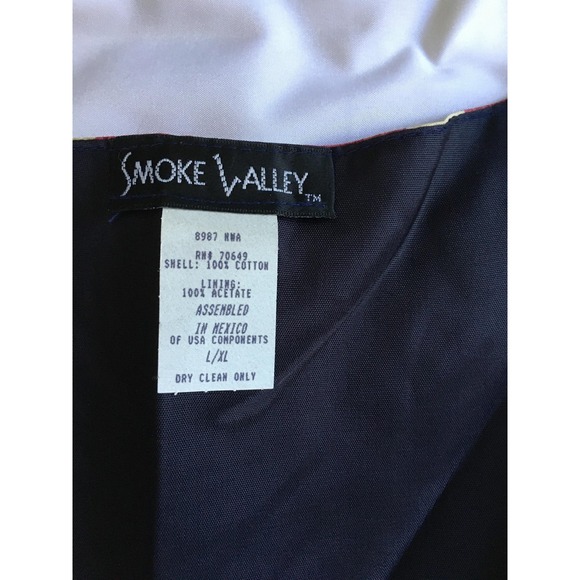 SMOKE VALLEY™
8987 NWA
RN# 70649
SHELL: 100% COTTON
LINING:
100% ACETATE
ASSEMBLED
IN MEXICO
OF USA COMPONENTS
L/XL
DRY CLEAN ONLY